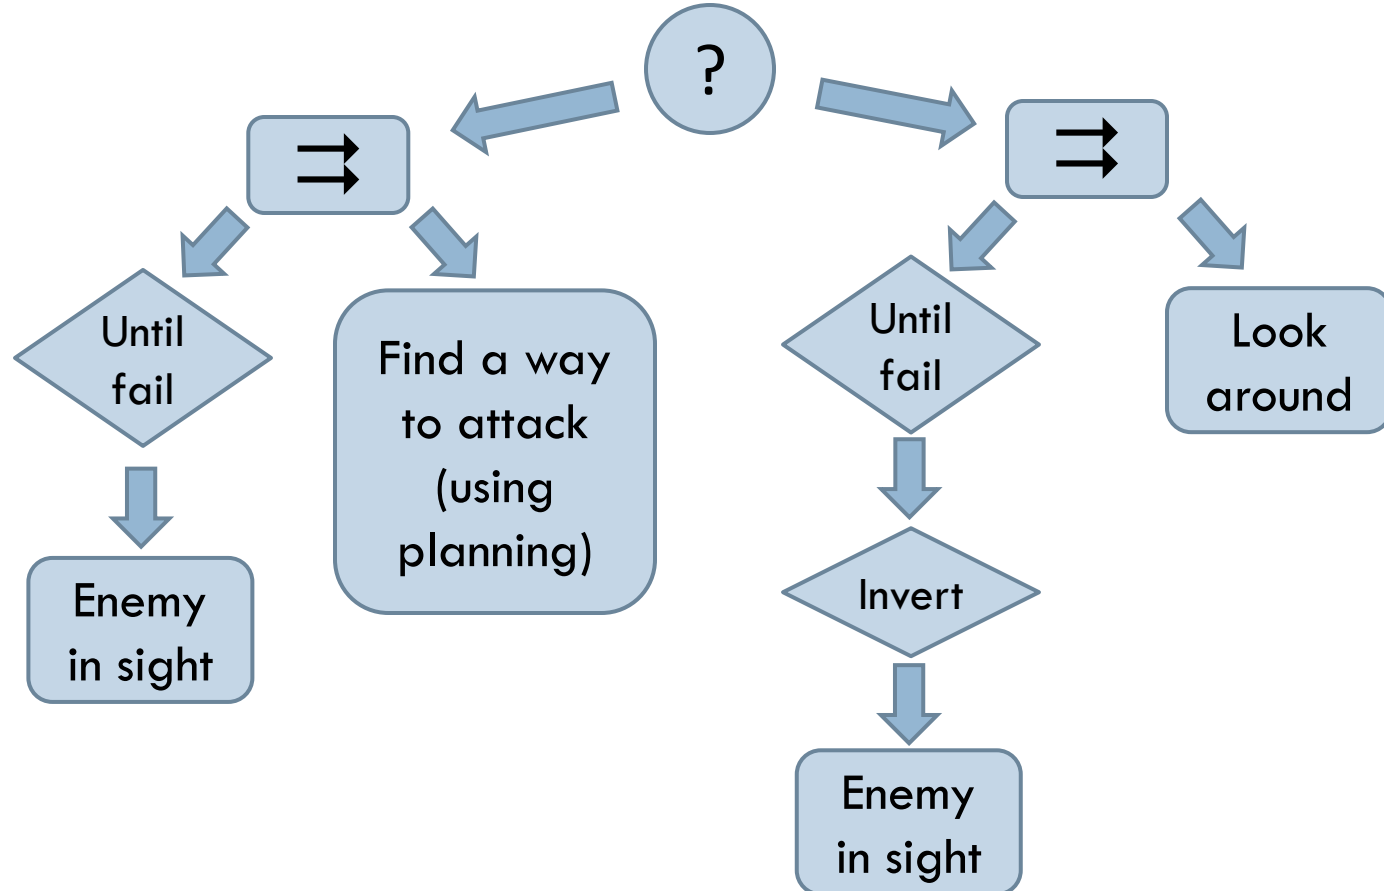 ?
Until
fail
Find a way
to attack
(using
planning)
Enemy
in sight
Until
fail
Look
around
Invert
Enemy
in sight